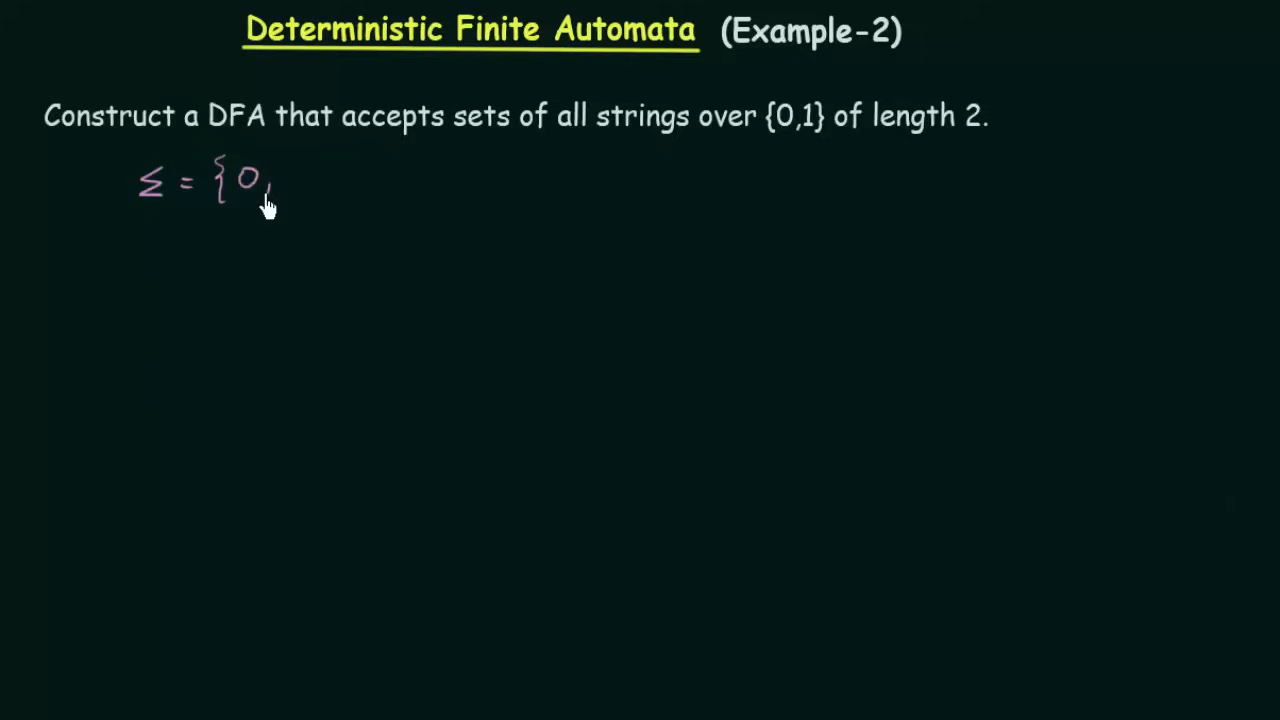 Deterministic Finite Automata (Example-2)
Construct a DFA that accepts sets of all strings over {0,1} of length 2.
Σ = {0,